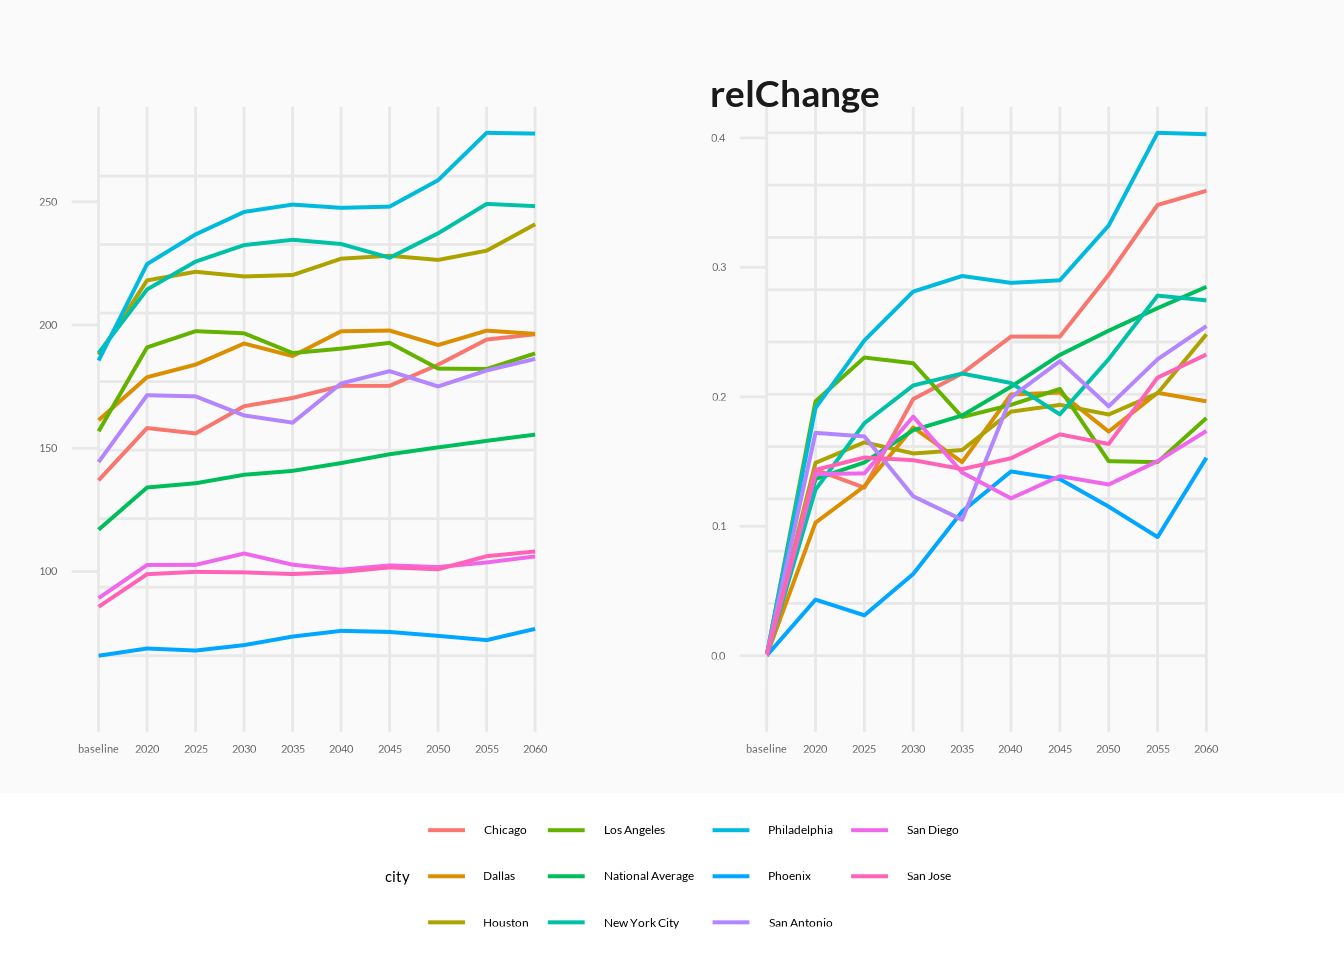 relChange
250
200
150
100
baseline 2020 2025 2030 2035 2040 2045 2050 2055 2060
0.4
0.3
0.2
0.1
0.0
baseline 2020 2025 2030 2035 2040 2045 2050 2055 2060
city
Chicago Los Angeles Philadelphia San Diego
Dallas National Average Phoenix San Jose
Houston New York City San Antonio